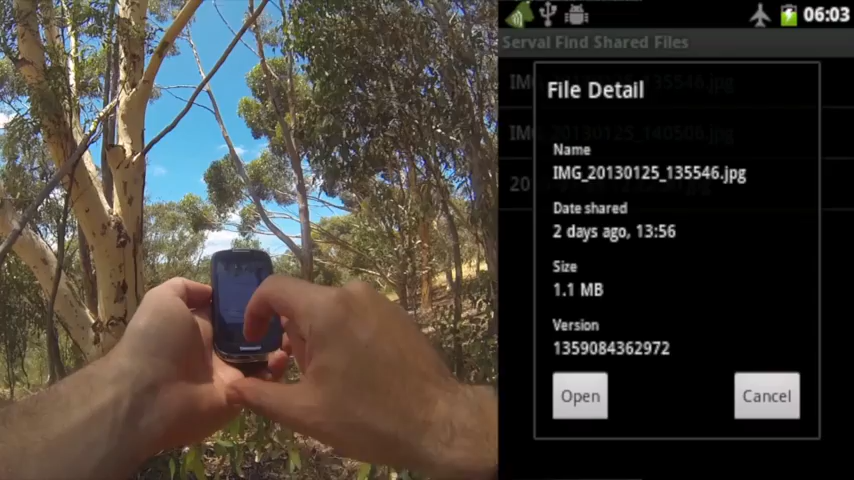 06:03
Serval Find Shared Files
File Detail
Name
IMG_20130125_135546.jpg
Date shared
2 days ago, 13:56
Size
1.1 MB
Version
1359084362972
Open
Cancel